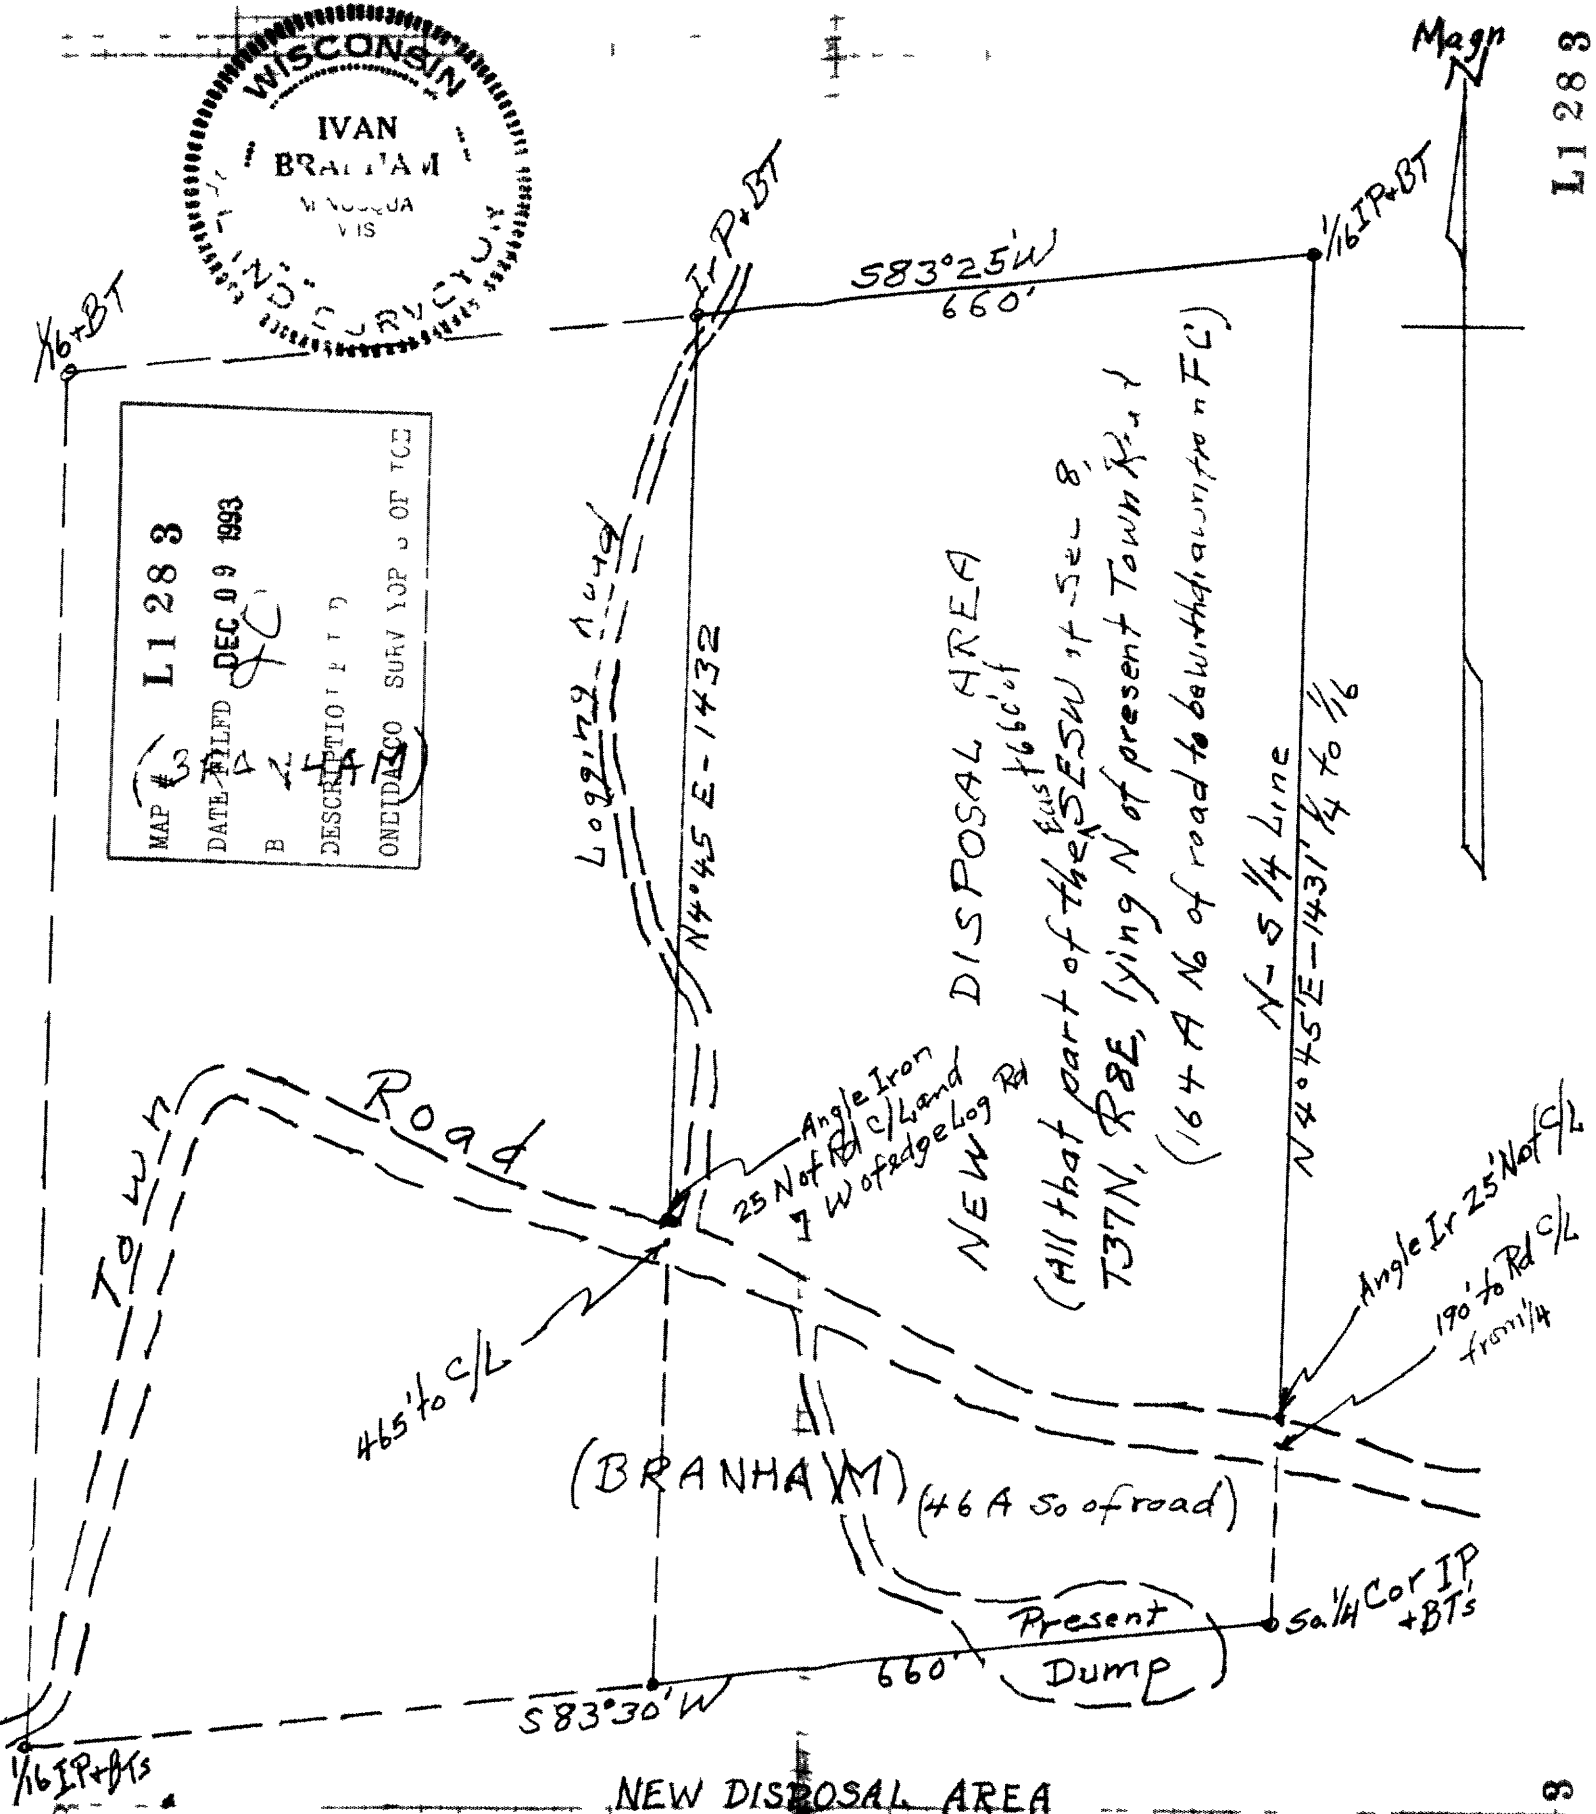 WISCONSIN
IVAN
Magn
N
L1283
1/16+BT
Ir P+BT
S83°25'W
660'
1/16 IP+BT
MAP # L1283
DATE FILED DEC 09 1993
DESCRIPTION
Logging
N4°45'E-1432
NEW DISPOSAL AREA
(All that part of the East 660' of SESW of Sec 8,
T37N, R8E, lying N of present Town Road
(16 4 A No of road to be withdrawn from FC)
N-S 1/4 Line
N4°45'E-1431' 1/4 to 1/16
Town Road
Angle Iron
25 N of Rd C/L and
7 W of edge Log Rd
Angle Ir 25' N of C/L
190' to Rd C/L
from 1/4
465' to C/L
(BRANHAM)
(46 A So of road)
Present
Dump
So. 1/4 Cor IP
+BT's
660'
S83°30'W
1/16 IP+BTs
NEW DISPOSAL AREA
3